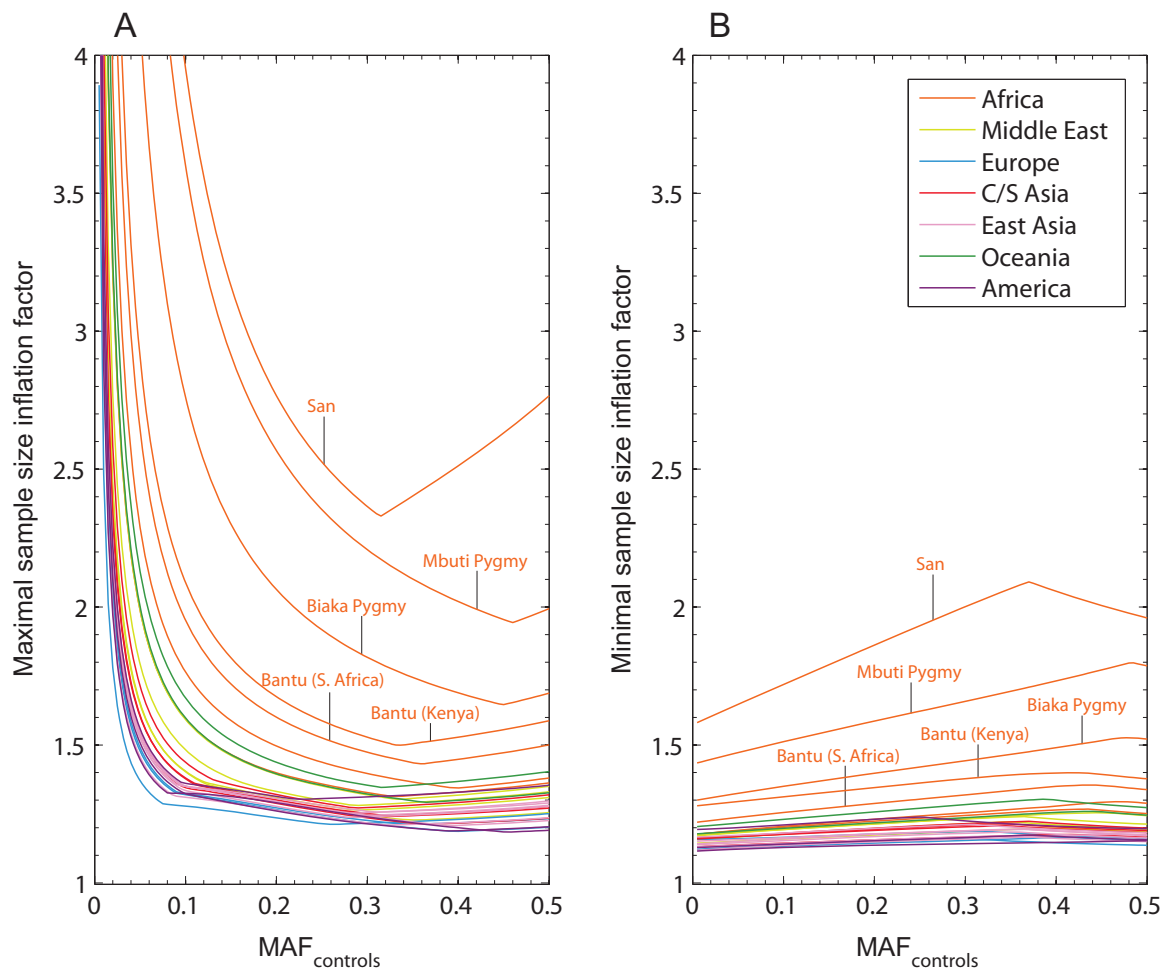 A
Maximal sample size inflation factor
4
3.5
3
2.5
2
1.5
1
San
Mbuti Pygmy
Biaka Pygmy
Bantu (S. Africa)
Bantu (Kenya)
0 0.1 0.2 0.3 0.4 0.5
MAFcontrols
B
Minimal sample size inflation factor
4
3.5
3
2.5
2
1.5
1
Africa
Middle East
Europe
C/S Asia
East Asia
Oceania
America
San
Mbuti Pygmy
Biaka Pygmy
Bantu (Kenya)
Bantu (S. Africa)
0 0.1 0.2 0.3 0.4 0.5
MAFcontrols